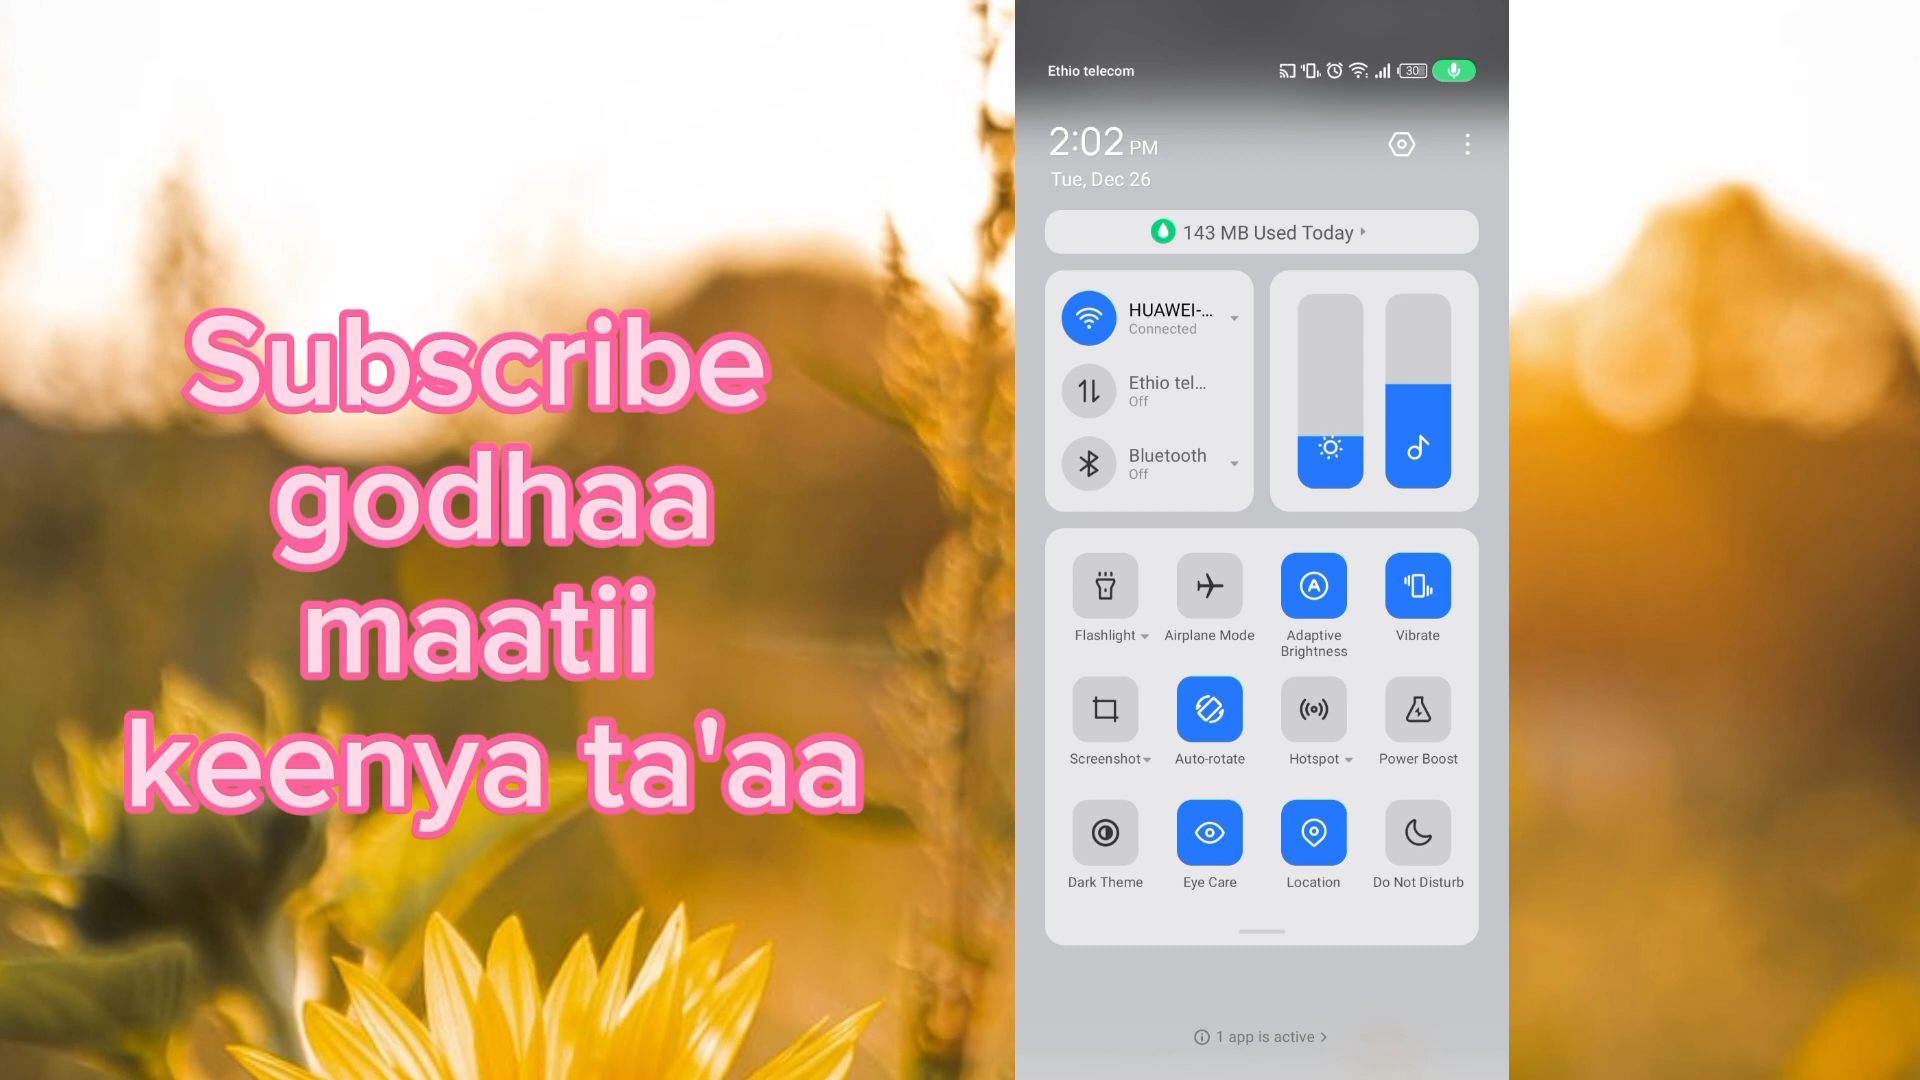 Subscribe
godhaa
maatii
keenya ta'aa
Ethio telecom
30
2:02 PM
Tue, Dec 26
143 MB Used Today
HUAWEI-...
Connected
Ethio tel...
Off
Bluetooth
Off
Flashlight
Airplane Mode
Adaptive
Brightness
Vibrate
Screenshot
Auto-rotate
Hotspot
Power Boost
Dark Theme
Eye Care
Location
Do Not Disturb
1 app is active